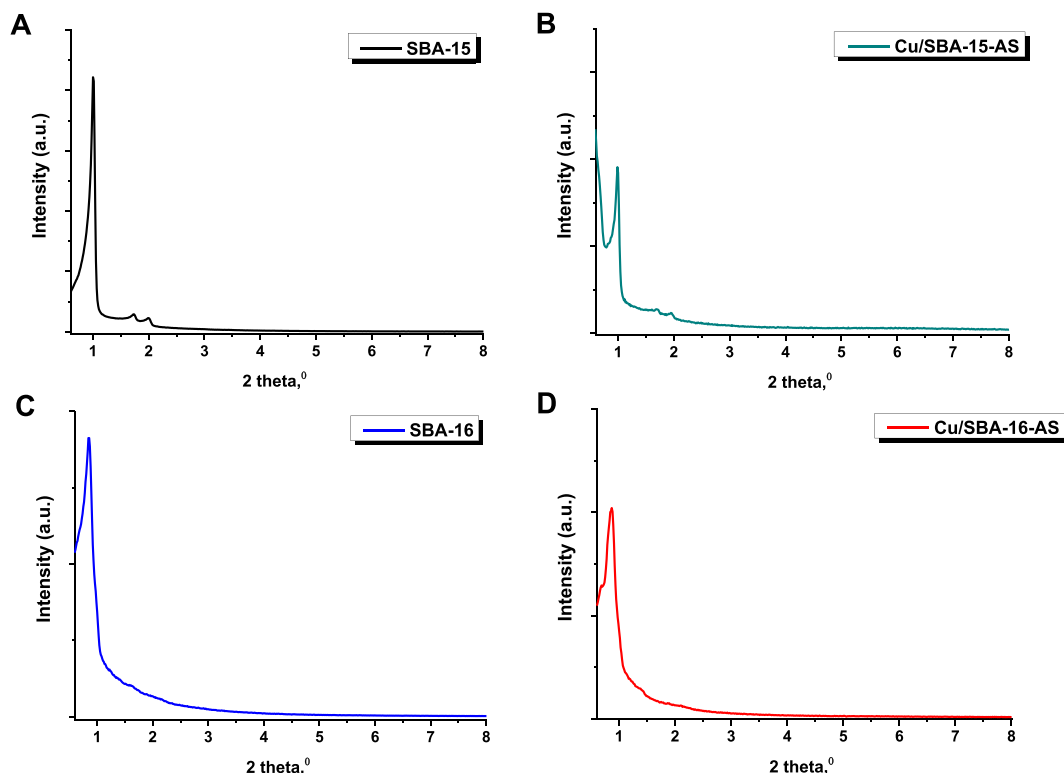 A
SBA-15
Intensity (a.u.)
1 2 3 4 5 6 7 8
2 theta,⁰
B
Cu/SBA-15-AS
Intensity (a.u.)
1 2 3 4 5 6 7 8
2 theta,⁰
C
SBA-16
Intensity (a.u.)
1 2 3 4 5 6 7 8
2 theta,⁰
D
Cu/SBA-16-AS
Intensity (a.u.)
1 2 3 4 5 6 7 8
2 theta,⁰